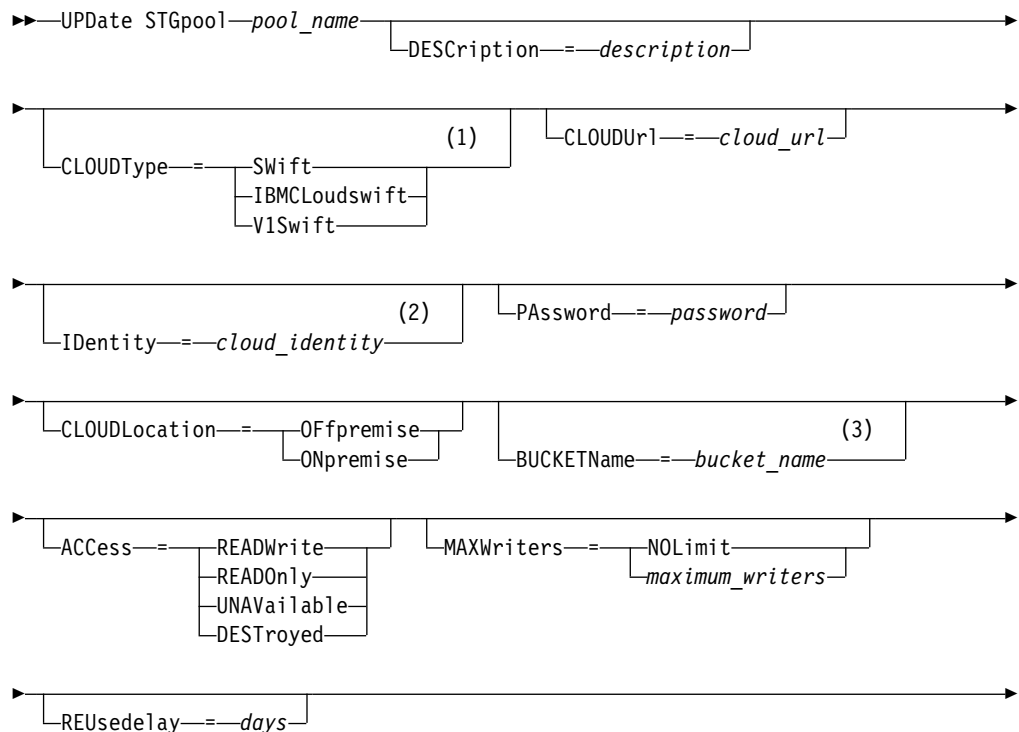 UPDate STGpool pool_name
DESCription = description
(1)
CLOUDType = SWift
IBMCLoudswift
V1Swift
CLOUDUrl = cloud_url
(2)
IDentity = cloud_identity
PAssword = password
CLOUDLocation = OFfpremise
ONpremise
(3)
BUCKETName = bucket_name
ACCess = READWrite
READOnly
UNAVailable
DESTroyed
MAXWriters = NOLimit
maximum_writers
REUsedelay = days